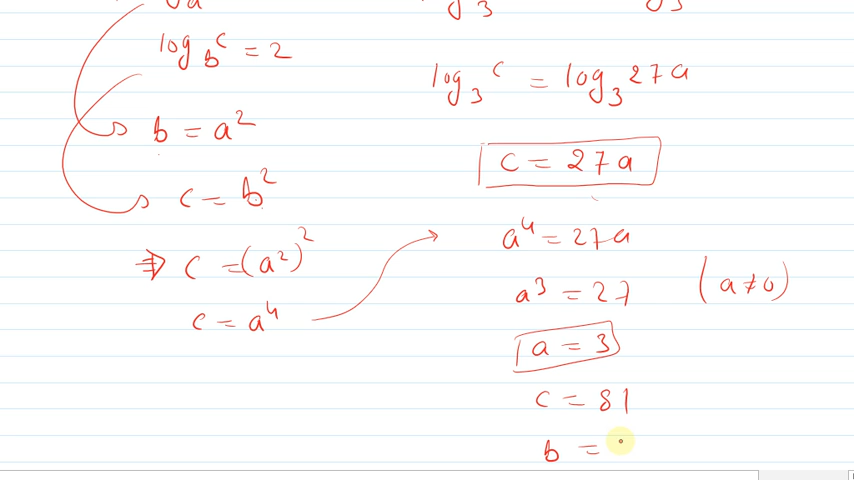 log_b c = 2
b = a²
c = b²
⇒ c = (a²)²
c = a⁴
log₃ c = log₃ 27a
c = 27a
a⁴ = 27a
a³ = 27 (a ≠ 0)
a = 3
c = 81
b =